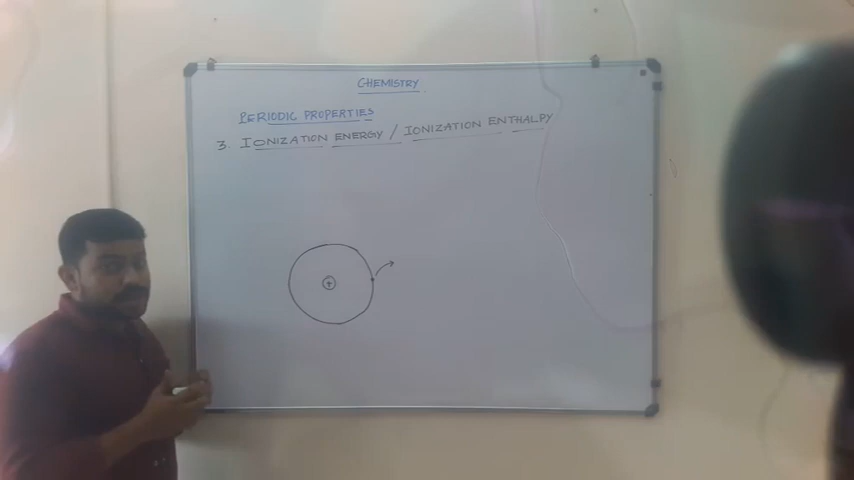 CHEMISTRY
PERIODIC PROPERTIES
3. IONIZATION ENERGY / IONIZATION ENTHALPY
+